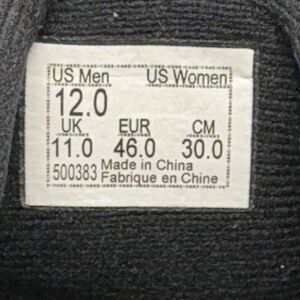 US Men US Women
12.0
UK EUR CM
11.0 46.0 30.0
500383 Made in China
Fabrique en Chine